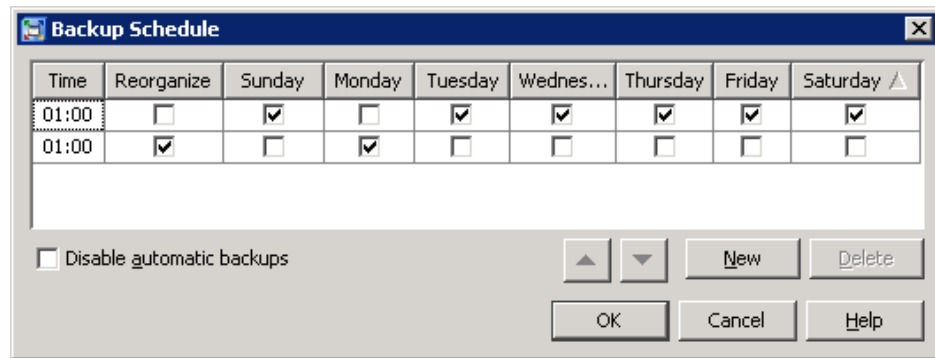 Backup Schedule
Time Reorganize Sunday Monday Tuesday Wednes... Thursday Friday Saturday
01:00
01:00
Disable automatic backups New Delete
OK Cancel Help